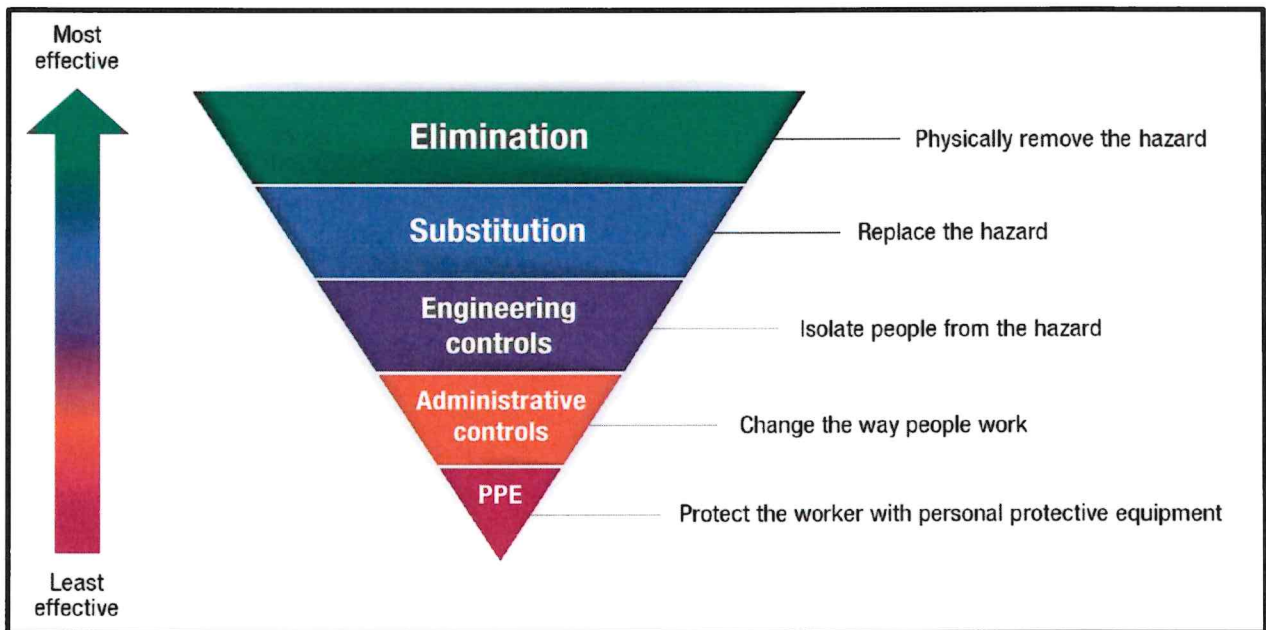 Most
effective
Elimination
Physically remove the hazard
Substitution
Replace the hazard
Engineering
controls
Isolate people from the hazard
Administrative
controls
Change the way people work
PPE
Protect the worker with personal protective equipment
Least
effective